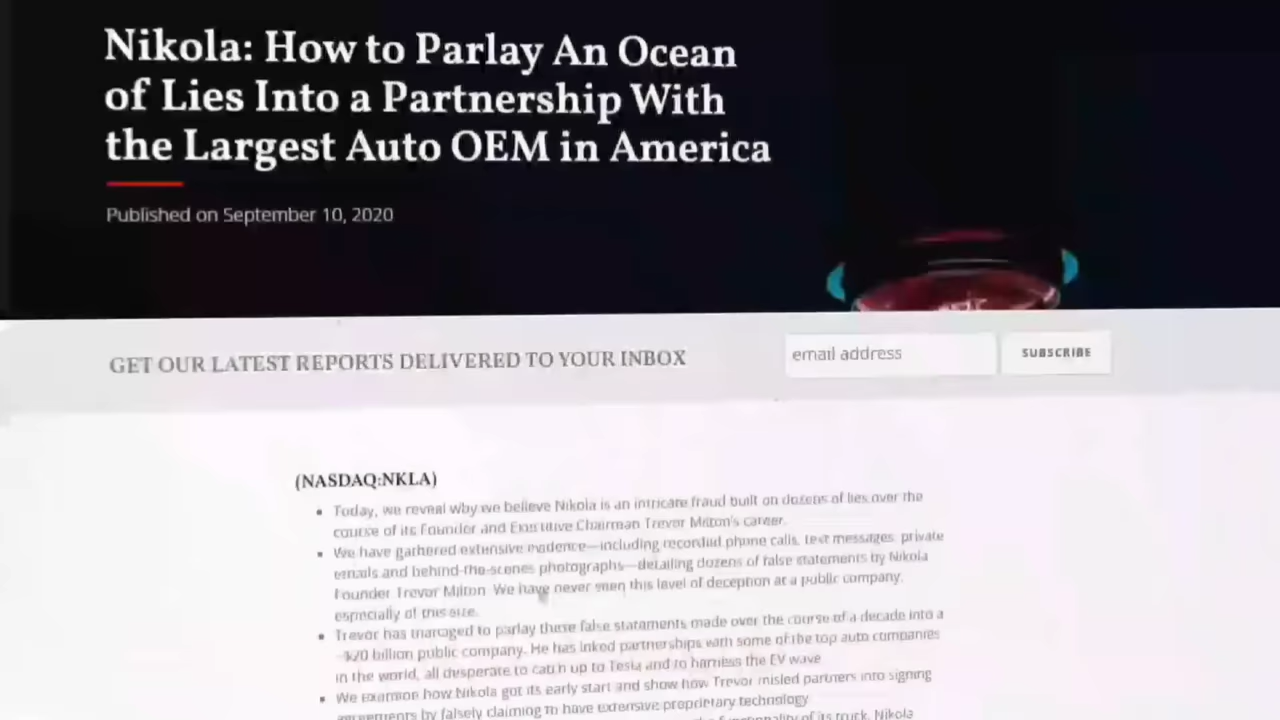 Nikola: How to Parlay An Ocean
of Lies Into a Partnership With
the Largest Auto OEM in America
Published on September 10, 2020
GET OUR LATEST REPORTS DELIVERED TO YOUR INBOX
email address
SUBSCRIBE
(NASDAQ:NKLA)
• Today, we reveal why we believe Nikola is an intricate fraud built on dozens of lies over the
course of its Founder and Executive Chairman Trevor Milton's career.
• We have gathered extensive evidence—including recorded phone calls, text messages, private
emails and behind-the-scenes photographs—detailing dozens of false statements by Nikola
Founder Trevor Milton. We have never seen this level of deception at a public company,
especially of this size.
• Trevor has managed to parlay these false statements made over the course of a decade into a
~$20 billion public company. He has inked partnerships with some of the top auto companies
in the world, all desperate to catch up to Tesla and to harness the EV wave.
• We examine how Nikola got its early start and show how Trevor misled partners into signing
agreements by falsely claiming to have extensive proprietary technology.
functionality of its truck, Nikola